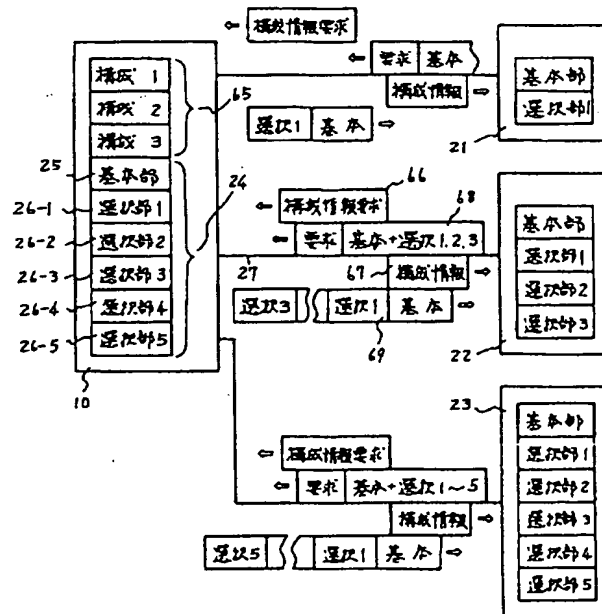 ⇦ 構成情報要求
⇦ 要求 基本
構成情報 ⇨
選択1 基本 ⇨
構成 1
構成 2
構成 3
65
25
基本部
24
26-1
選択部1
26-2
選択部2
26-3
選択部3
26-4
選択部4
26-5
選択部5
10
基本部
選択部1
21
66
⇦ 構成情報要求
68
⇦ 要求 基本+選択1,2,3
27
67
構成情報 ⇨
選択3 選択1 基本 ⇨
69
基本部
選択部1
選択部2
選択部3
22
⇦ 構成情報要求
⇦ 要求 基本+選択1~5
構成情報 ⇨
選択5 選択1 基本 ⇨
23
基本部
選択部1
選択部2
選択部3
選択部4
選択部5